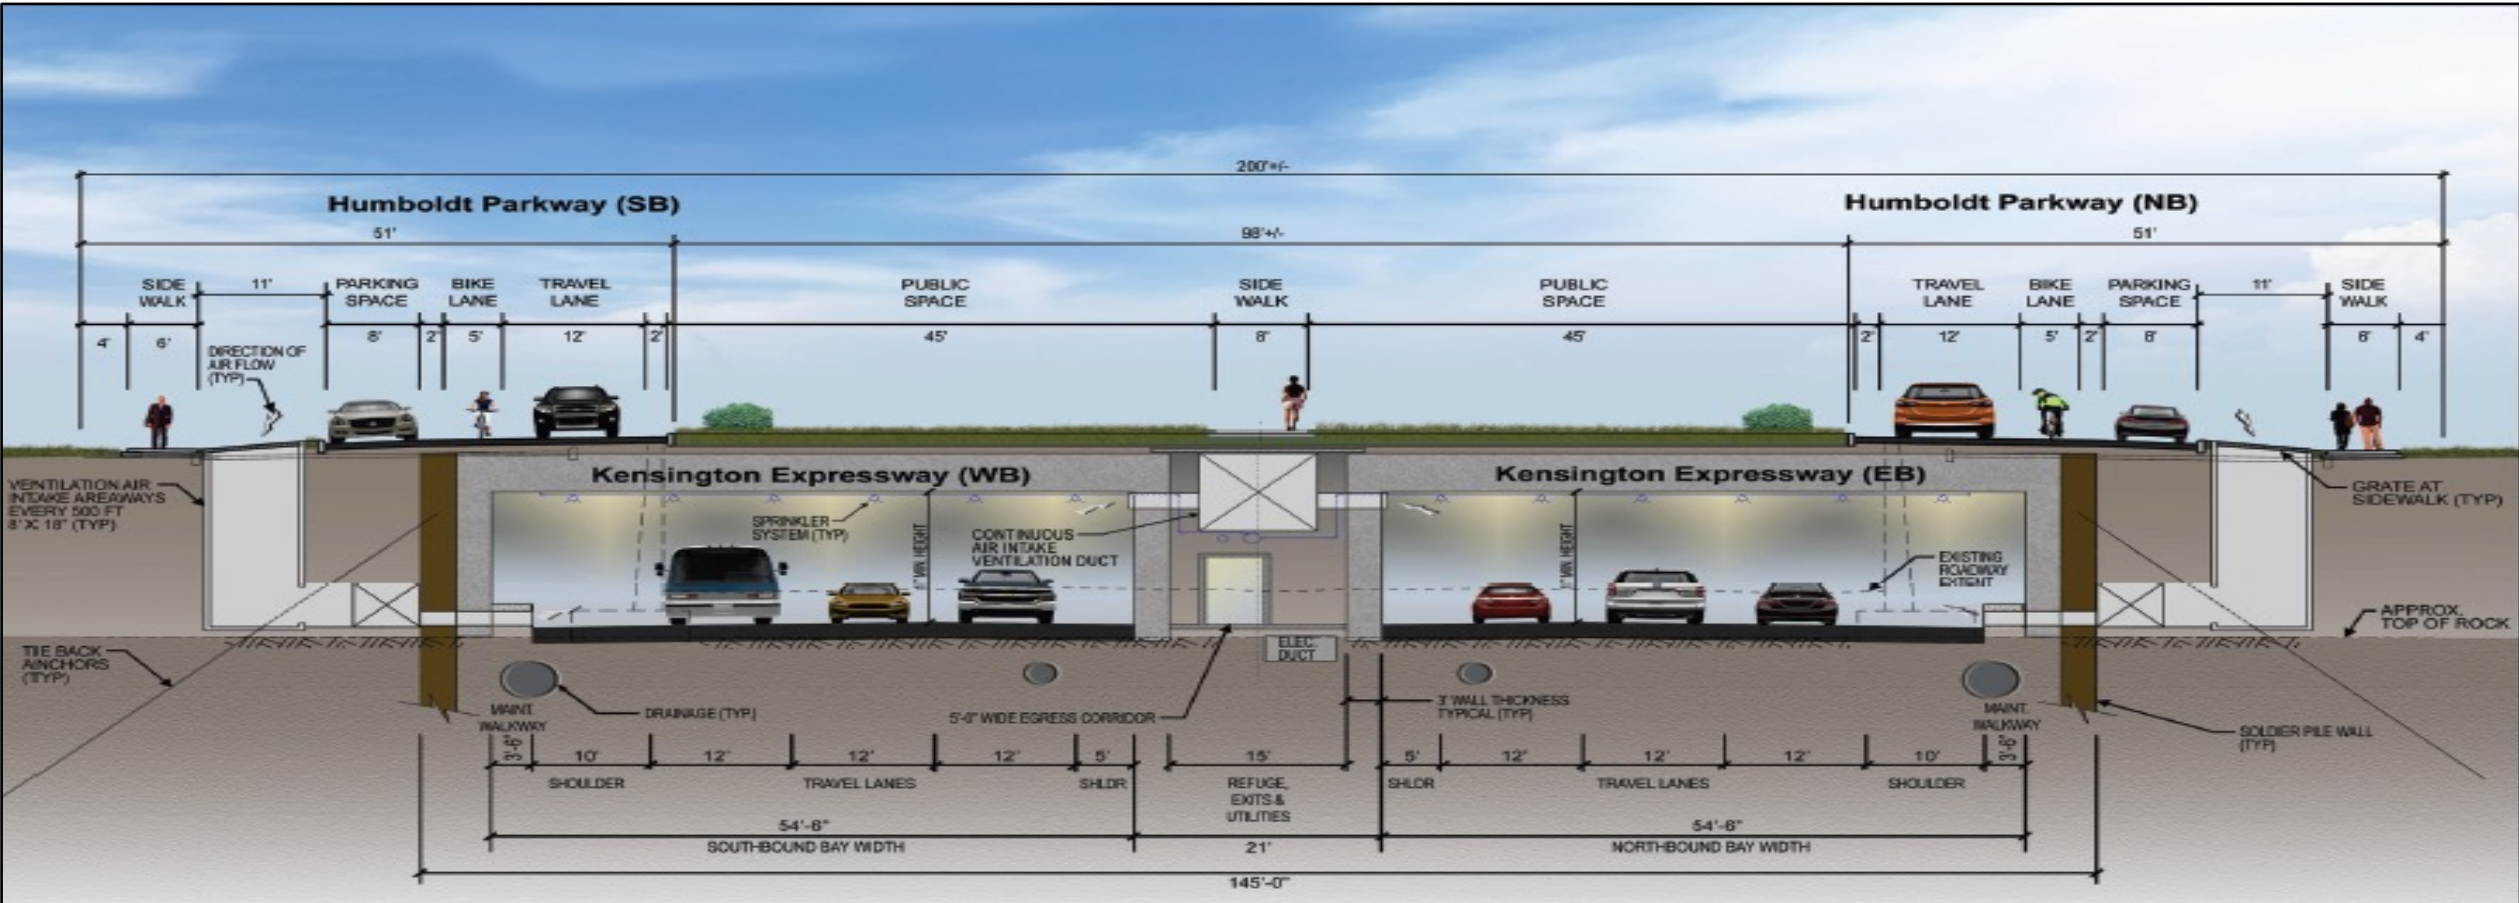 200'+/-
Humboldt Parkway (SB)
Humboldt Parkway (NB)
51'
98'+/-
51'
SIDE
WALK
11'
PARKING
SPACE
BIKE
LANE
TRAVEL
LANE
PUBLIC
SPACE
SIDE
WALK
PUBLIC
SPACE
TRAVEL
LANE
BIKE
LANE
PARKING
SPACE
11'
SIDE
WALK
4'
6'
8'
2'
5'
12'
2'
45'
8'
45'
2'
12'
5'
2'
8'
6'
4'
DIRECTION OF
AIR FLOW
(TYP)
Kensington Expressway (WB)
Kensington Expressway (EB)
VENTILATION AIR
INTAKE AREAWAYS
EVERY 500 FT
8' X 18" (TYP)
SPRINKLER
SYSTEM (TYP)
MIN HEIGHT
CONTINUOUS
AIR INTAKE
VENTILATION DUCT
MIN HEIGHT
EXISTING
ROADWAY
EXTENT
GRATE AT
SIDEWALK (TYP)
APPROX.
TOP OF ROCK
TIE BACK
ANCHORS
(TYP)
ELEC.
DUCT
MAINT.
WALKWAY
DRAINAGE (TYP)
5'-0" WIDE EGRESS CORRIDOR
3' WALL THICKNESS
TYPICAL (TYP)
MAINT.
WALKWAY
SOLDIER PILE WALL
(TYP)
3'-6"
10'
12'
12'
12'
5'
15'
5'
12'
12'
12'
10'
3'-6"
SHOULDER
TRAVEL LANES
SHLDR
REFUGE,
EXITS &
UTILITIES
SHLDR
TRAVEL LANES
SHOULDER
54'-6"
SOUTHBOUND BAY WIDTH
21'
54'-6"
NORTHBOUND BAY WIDTH
145'-0"